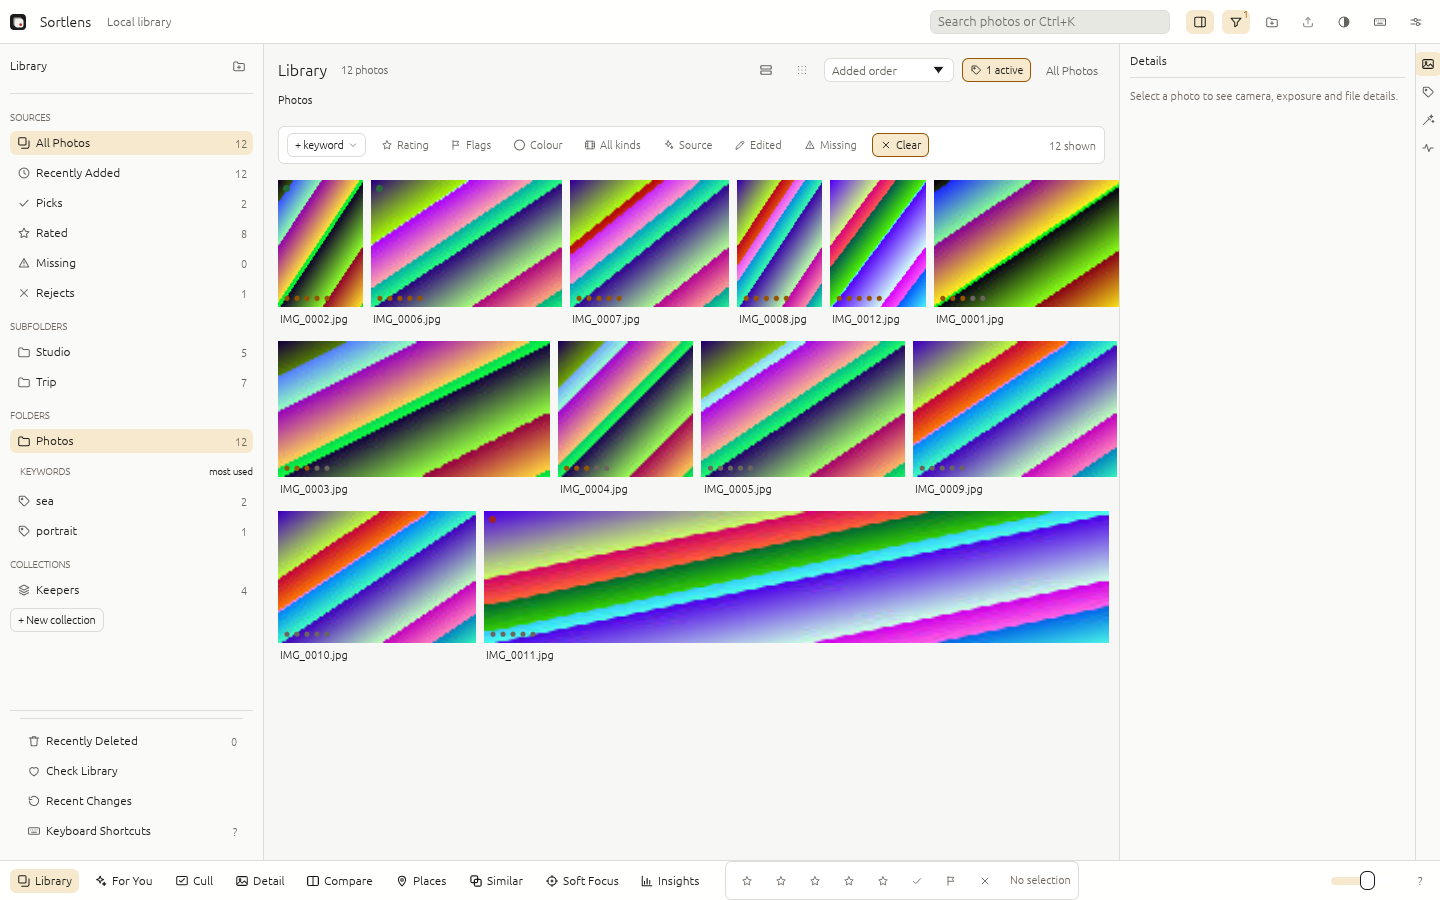 Sortlens Local library
Search photos or Ctrl+K
1
Library
SOURCES
All Photos 12
Recently Added 12
Picks 2
Rated 8
Missing 0
Rejects 1
SUBFOLDERS
Studio 5
Trip 7
FOLDERS
Photos 12
KEYWORDS most used
sea 2
portrait 1
COLLECTIONS
Keepers 4
+ New collection
Recently Deleted 0
Check Library
Recent Changes
Keyboard Shortcuts ?
Library 12 photos
Added order
1 active
All Photos
Photos
+ keyword
Rating
Flags
Colour
All kinds
Source
Edited
Missing
Clear
12 shown
IMG_0002.jpg
IMG_0006.jpg
IMG_0007.jpg
IMG_0008.jpg
IMG_0012.jpg
IMG_0001.jpg
IMG_0003.jpg
IMG_0004.jpg
IMG_0005.jpg
IMG_0009.jpg
IMG_0010.jpg
IMG_0011.jpg
Details
Select a photo to see camera, exposure and file details.
Library
For You
Cull
Detail
Compare
Places
Similar
Soft Focus
Insights
No selection
?